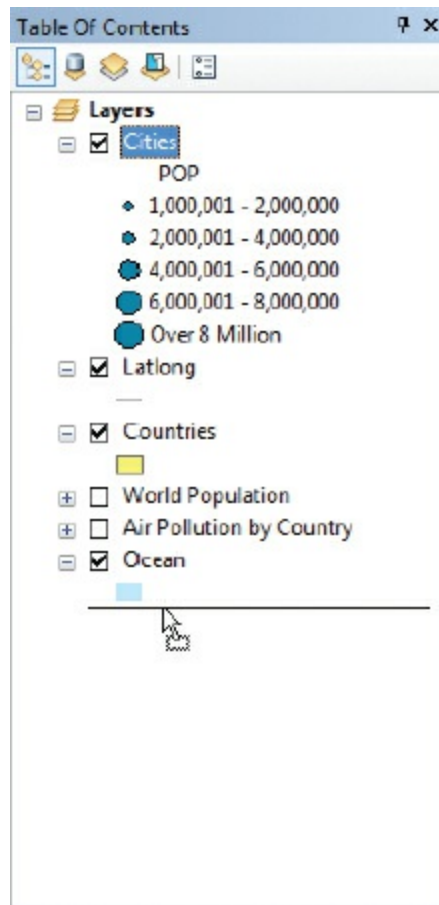 Table Of Contents
Layers
Cities
POP
1,000,001 - 2,000,000
2,000,001 - 4,000,000
4,000,001 - 6,000,000
6,000,001 - 8,000,000
Over 8 Million
Latlong
Countries
World Population
Air Pollution by Country
Ocean